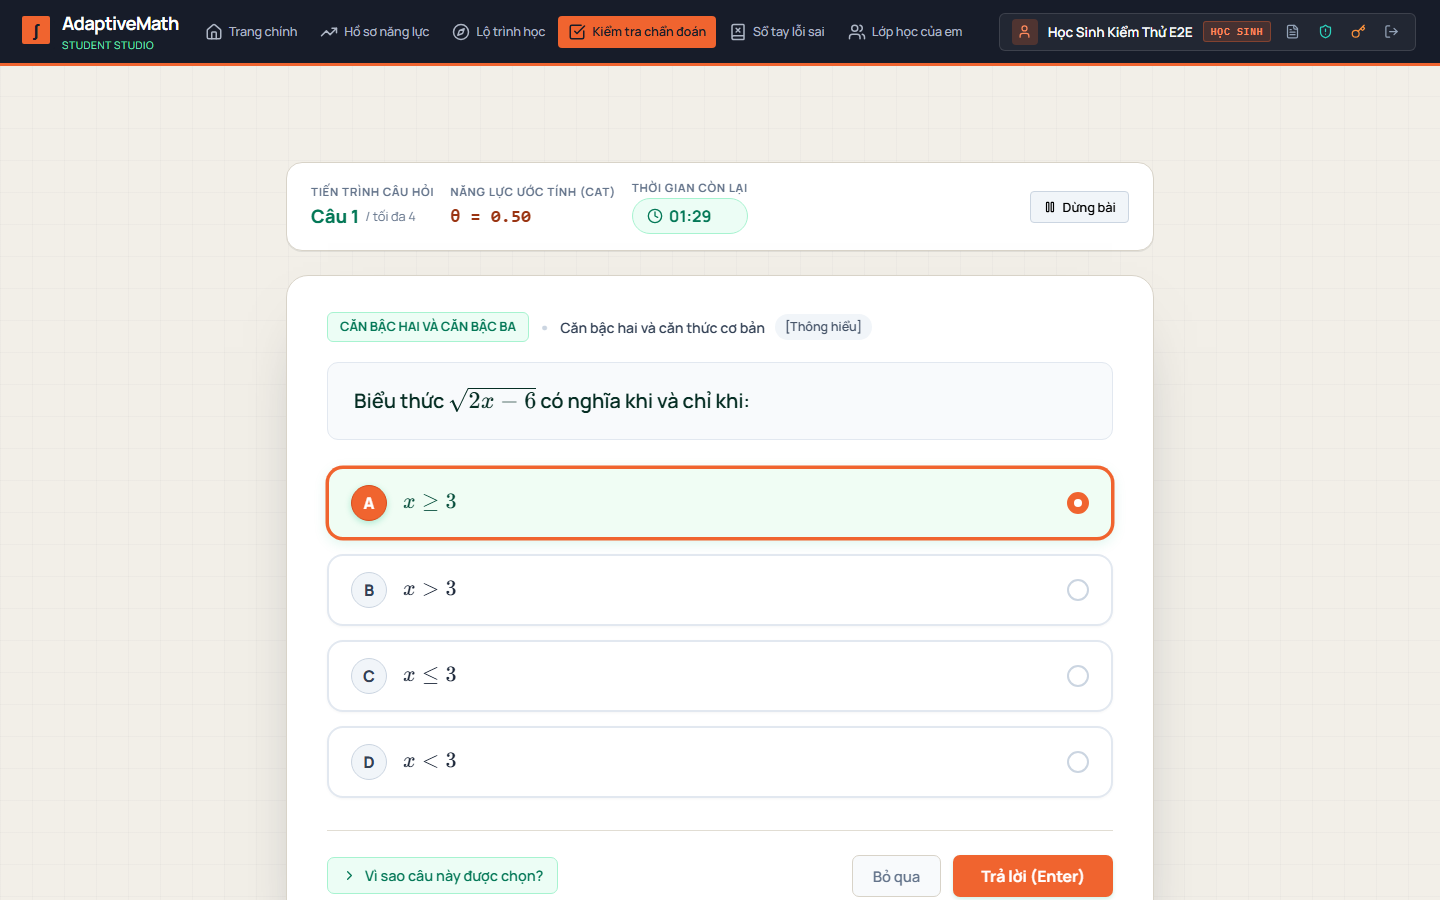 ∫ AdaptiveMath
STUDENT STUDIO
Trang chính
Hồ sơ năng lực
Lộ trình học
Kiểm tra chẩn đoán
Sổ tay lỗi sai
Lớp học của em
Học Sinh Kiểm Thử E2E
HỌC SINH
TIẾN TRÌNH CÂU HỎI
Câu 1 / tối đa 4
NĂNG LỰC ƯỚC TÍNH (CAT)
θ = 0.50
THỜI GIAN CÒN LẠI
01:29
Dừng bài
CĂN BẬC HAI VÀ CĂN BẬC BA
Căn bậc hai và căn thức cơ bản
[Thông hiểu]
Biểu thức √2x − 6 có nghĩa khi và chỉ khi:
A x ≥ 3
B x > 3
C x ≤ 3
D x < 3
Vì sao câu này được chọn?
Bỏ qua
Trả lời (Enter)